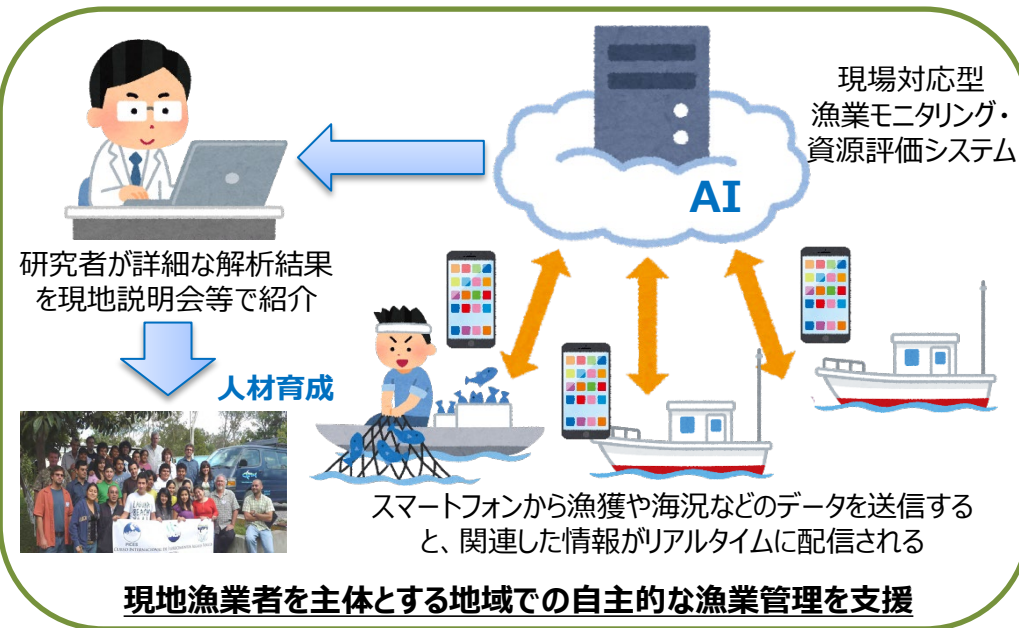 現場対応型
漁業モニタリング・
資源評価システム
AI
研究者が詳細な解析結果
を現地説明会等で紹介
人材育成
スマートフォンから漁獲や海況などのデータを送信する
と、関連した情報がリアルタイムに配信される
現地漁業者を主体とする地域での自主的な漁業管理を支援